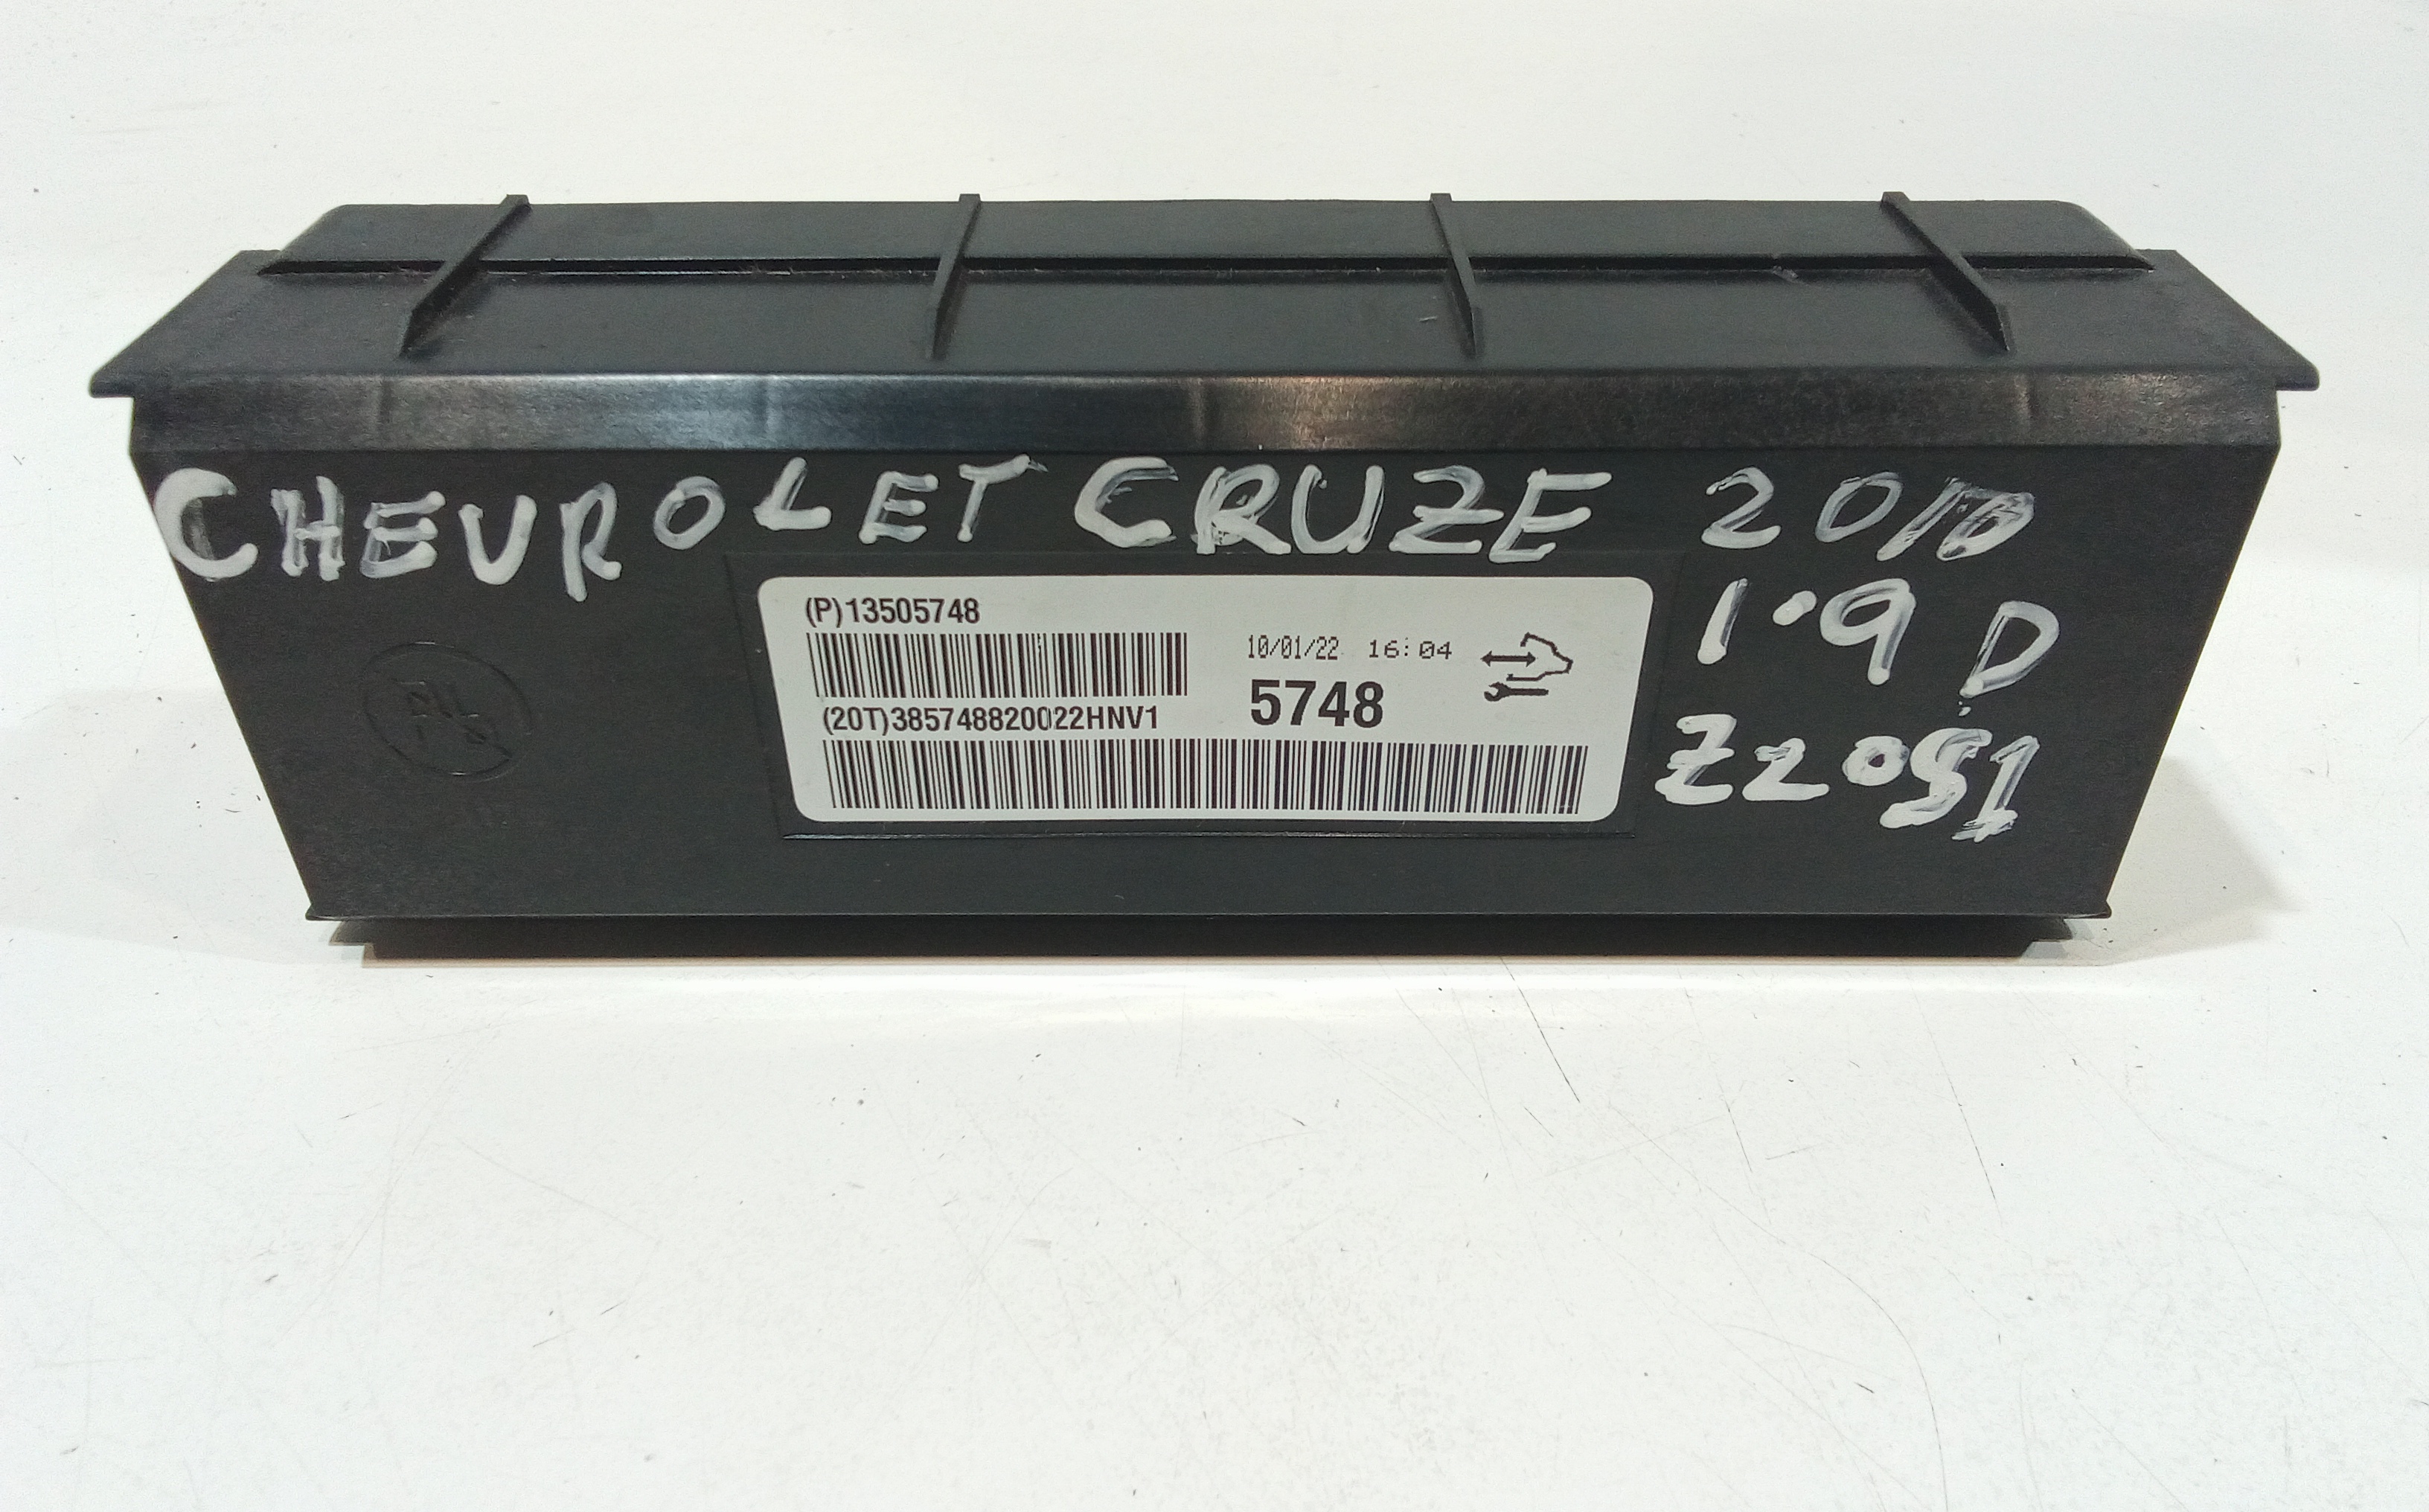 CHEVROLET CRUZE 2010
1.9 D
Z2051
(P)13505748
10/01/22 16:04
5748
(20T)385748820022HNV1